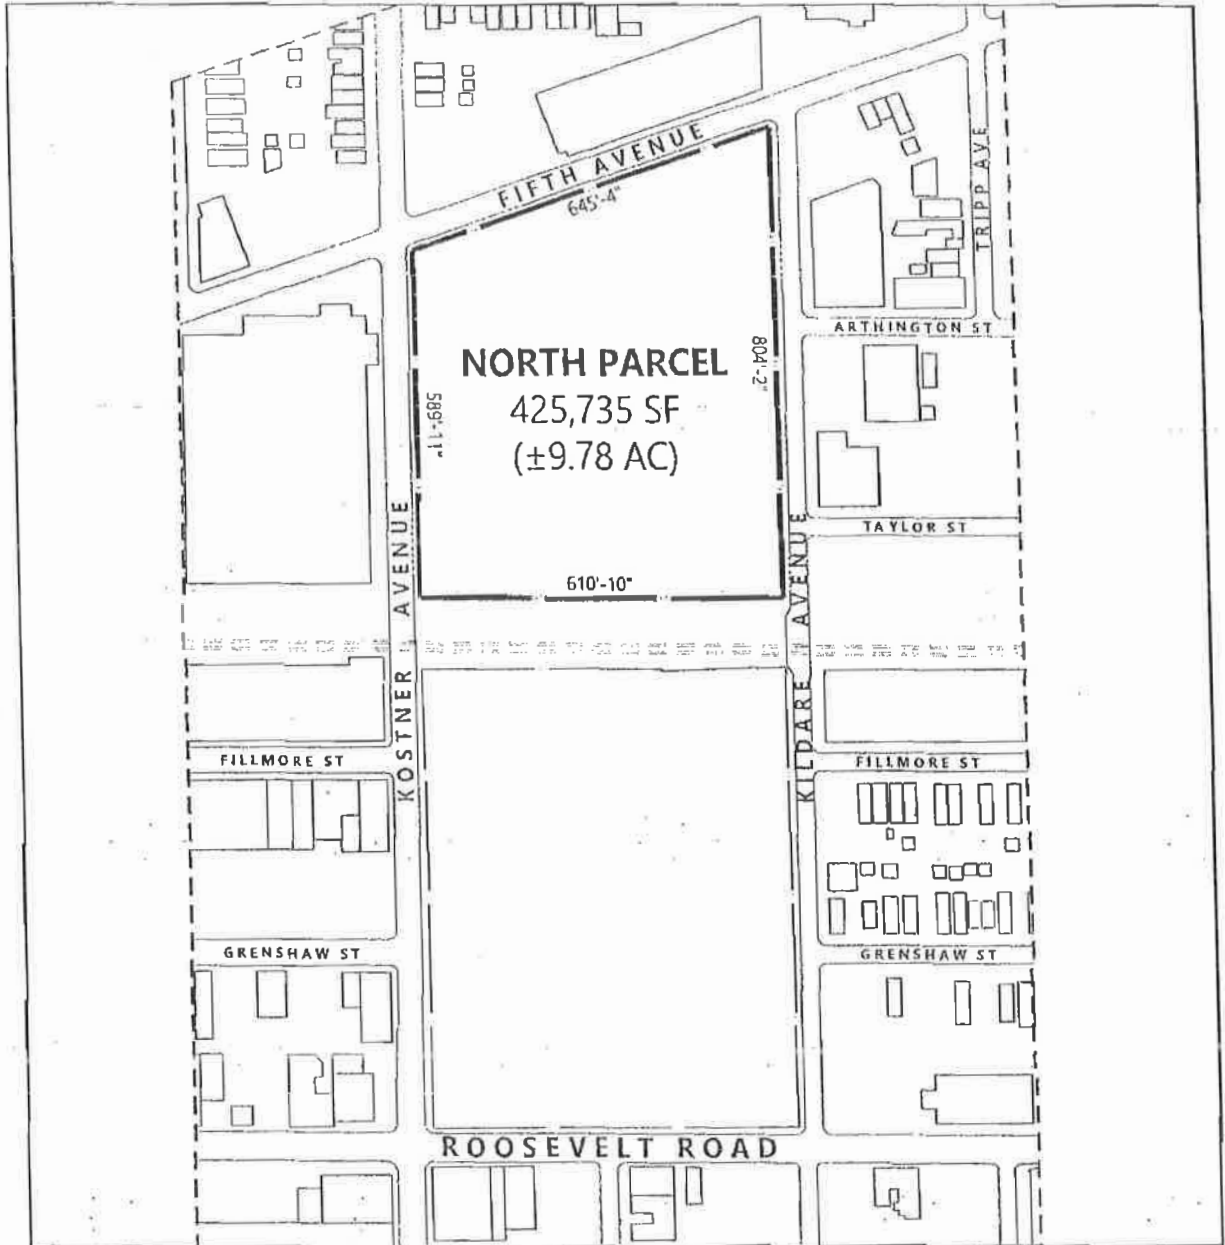 FIFTH AVENUE
645'-4"
TRIPP AVE
ARTHINGTON ST
NORTH PARCEL
425,735 SF
(±9.78 AC)
804'-2"
589'-11"
TAYLOR ST
610'-10"
KOSTNER AVENUE
KILDARE AVENUE
FILLMORE ST
FILLMORE ST
GRENSHAW ST
GRENSHAW ST
ROOSEVELT ROAD